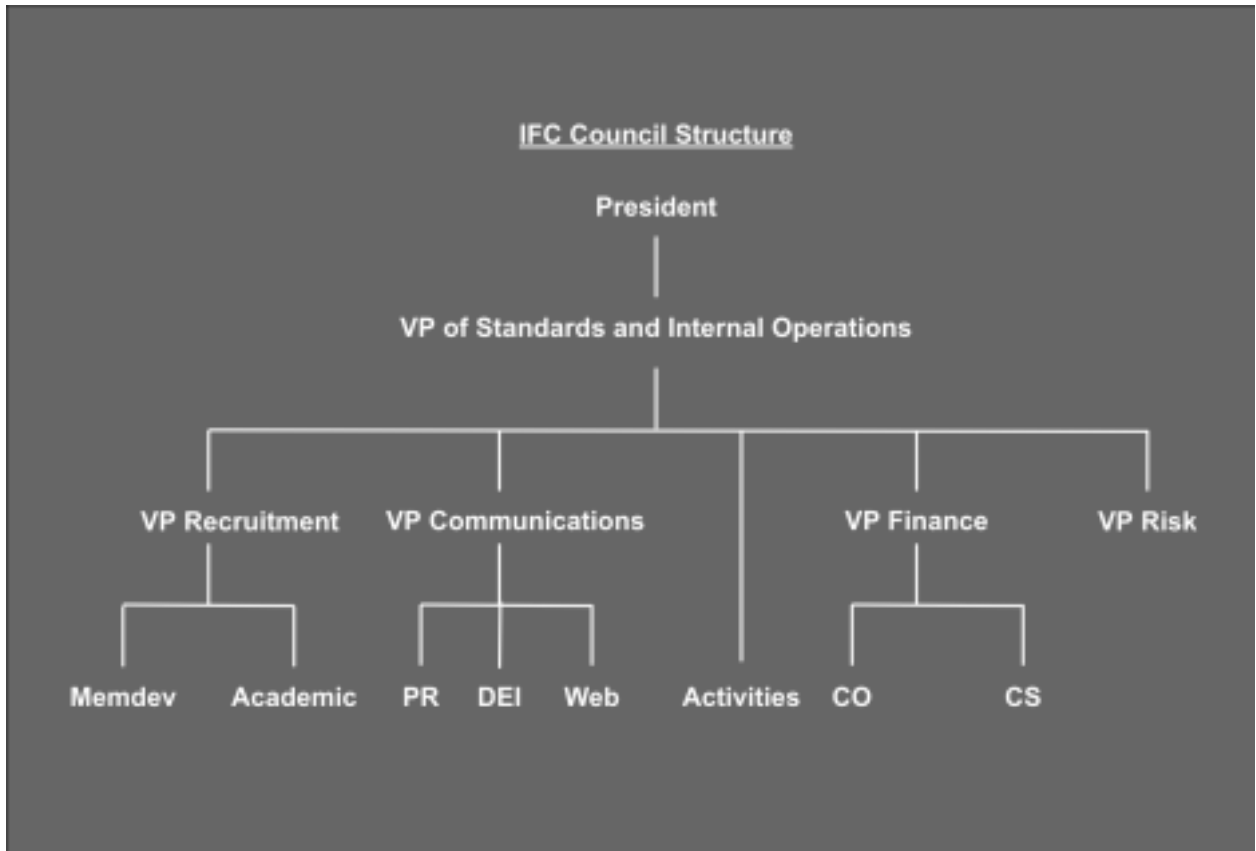 IFC Council Structure
President
VP of Standards and Internal Operations
VP Recruitment VP Communications VP Finance VP Risk
Memdev Academic PR DEI Web Activities CO CS